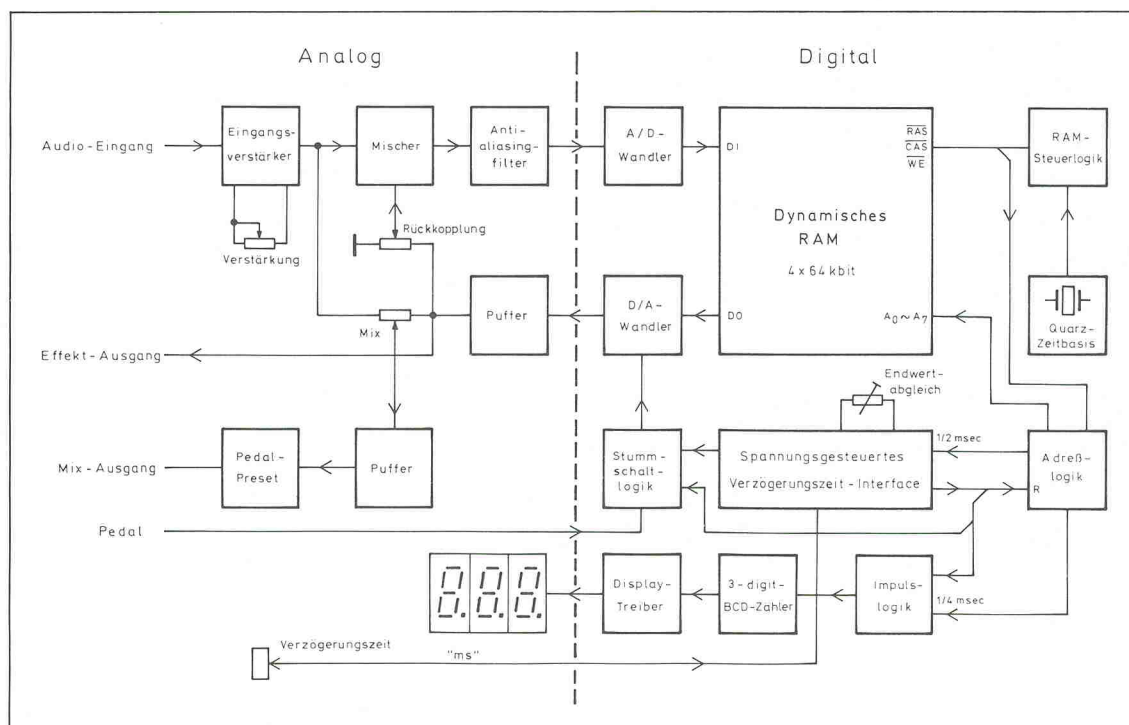 Analog
Digital
Audio-Eingang
Eingangs-
verstärker
Mischer
Anti-
aliasing-
filter
A/D-
Wandler
DI
RAS
CAS
WE
RAM-
Steuerlogik
Verstärkung
Rückkopplung
Dynamisches
RAM
4 x 64 kbit
Mix
Puffer
D/A-
Wandler
DO
A0 ~ A7
Quarz-
Zeitbasis
Effekt-Ausgang
Endwert-
abgleich
Mix-Ausgang
Pedal-
Preset
Puffer
Stumm-
schalt-
logik
Spannungsgesteuertes
Verzögerungszeit-Interface
1/2 msec
Adreß-
logik
R
Pedal
8.8.8.
Display-
Treiber
3-digit-
BCD-Zähler
Impuls-
logik
1/4 msec
Verzögerungszeit
"ms"